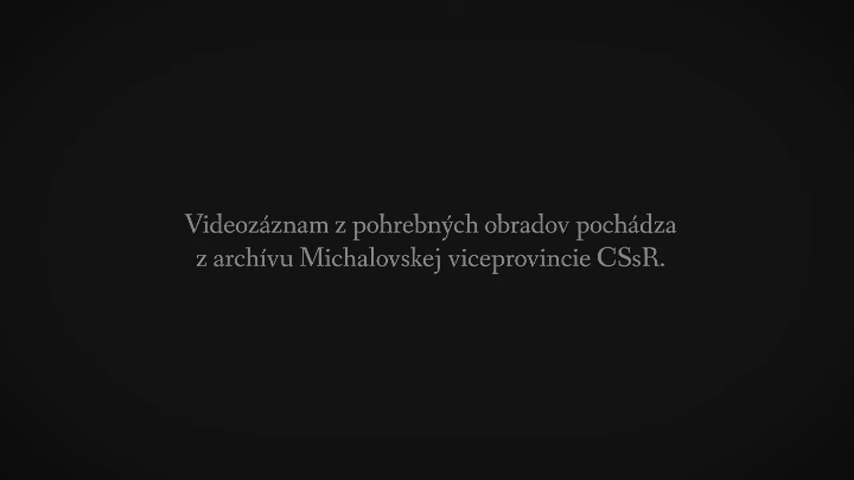 Videozáznam z pohrebných obradov pochádza
z archívu Michalovskej viceprovincie CSsR.